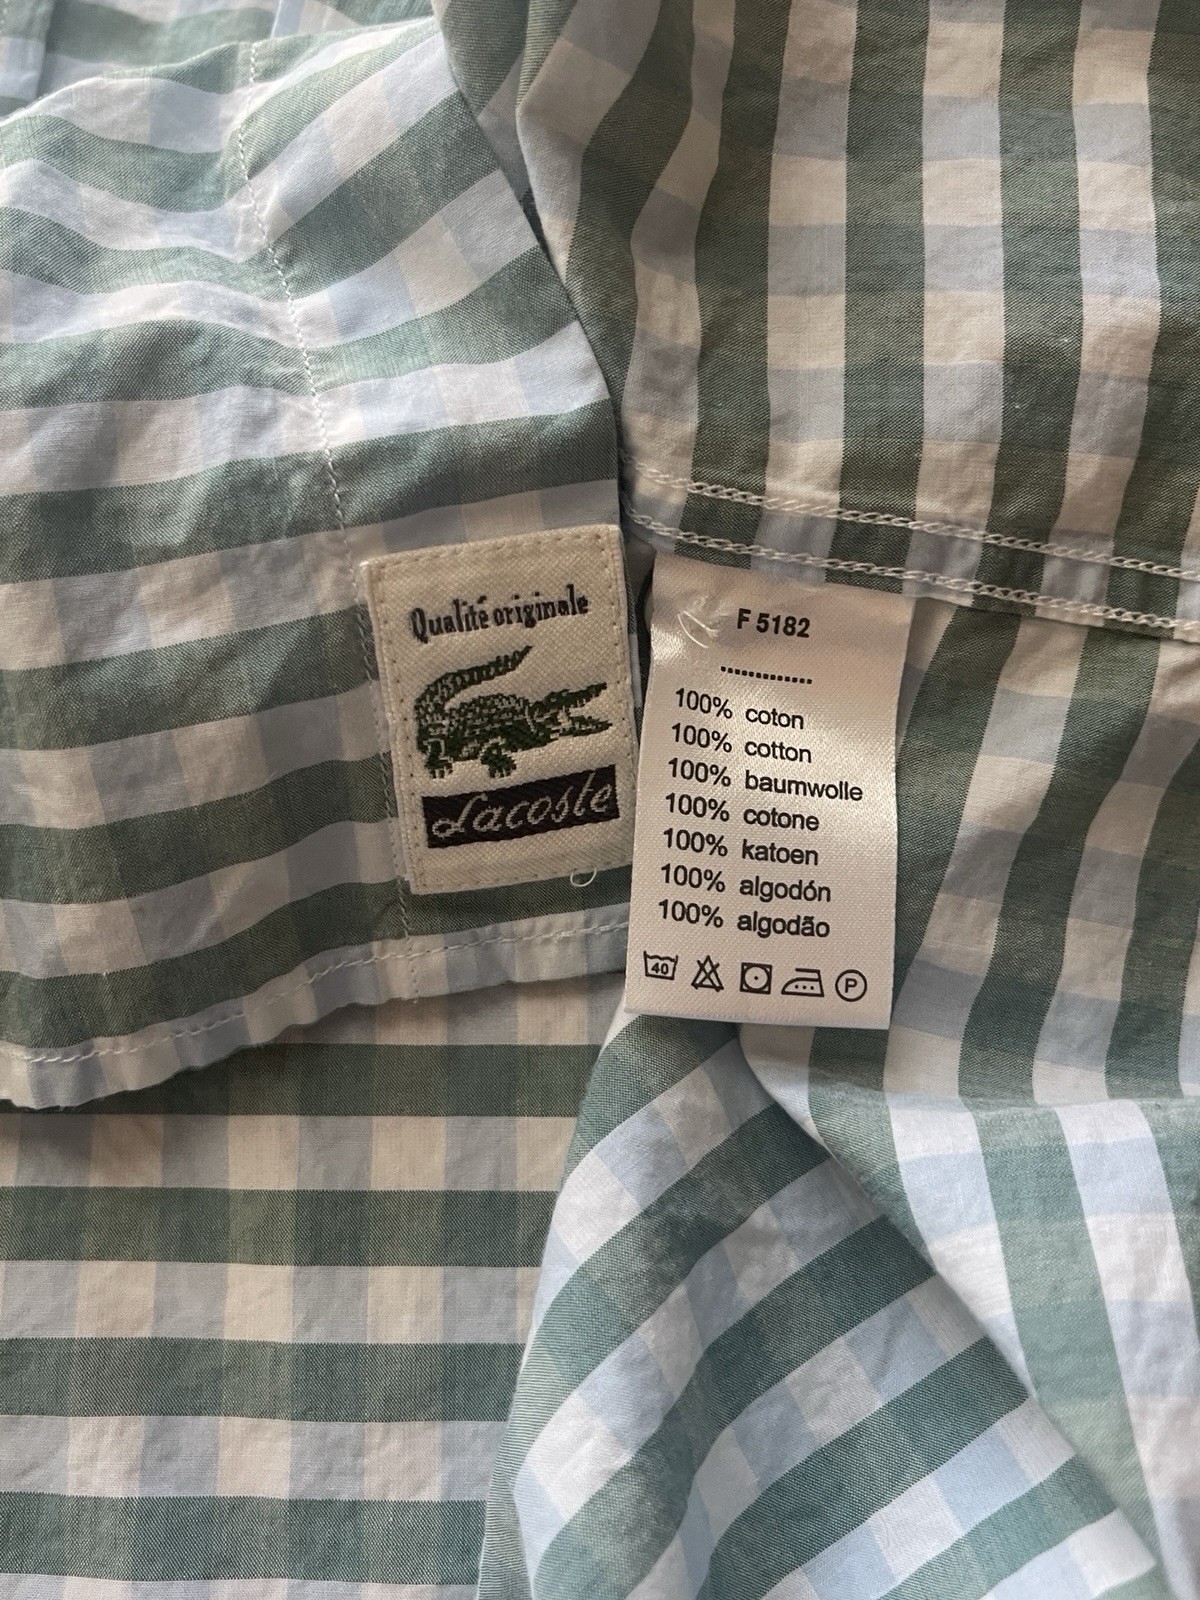 Qualité originale
Lacoste
F 5182
100% coton
100% cotton
100% baumwolle
100% cotone
100% katoen
100% algodón
100% algodão
40
P